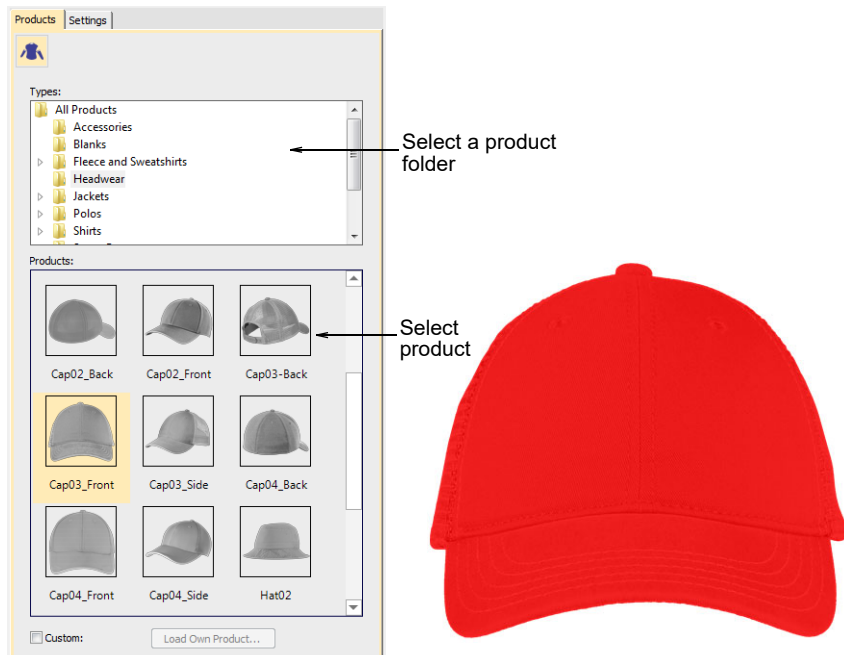 Products Settings
Types:
All Products
Accessories
Blanks
Fleece and Sweatshirts
Headwear
Jackets
Polos
Shirts
Select a product
folder
Products:
Cap02_Back Cap02_Front Cap03-Back
Select
product
Cap03_Front Cap03_Side Cap04_Back
Cap04_Front Cap04_Side Hat02
Custom: Load Own Product...